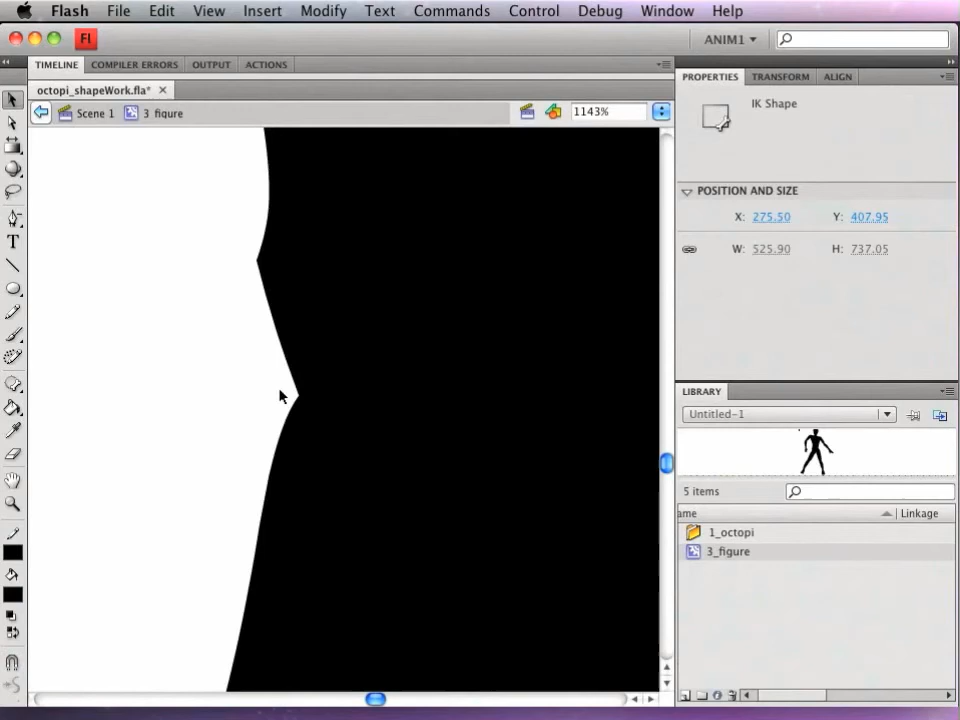 Flash File Edit View Insert Modify Text Commands Control Debug Window Help
Fl ANIM1
TIMELINE COMPILER ERRORS OUTPUT ACTIONS
PROPERTIES TRANSFORM ALIGN
octopi_shapeWork.fla*
Scene 1 3 figure 1143%
IK Shape
POSITION AND SIZE
X: 275.50 Y: 407.95
W: 525.90 H: 737.05
T
LIBRARY
Untitled-1
5 items
ame Linkage
1_octopi
3_figure